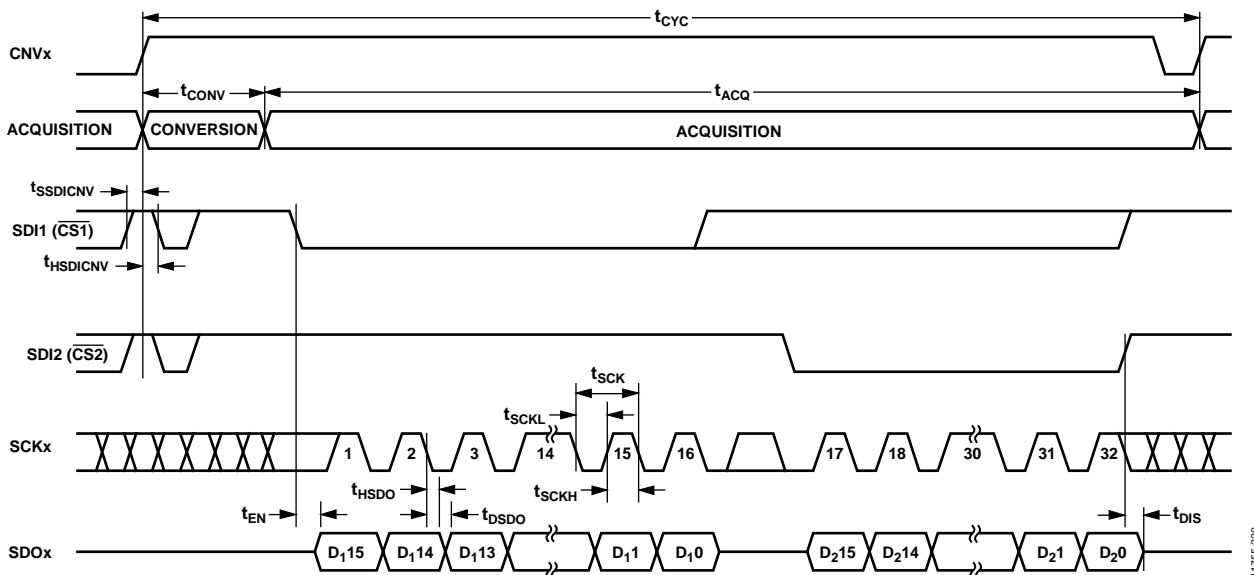 tCYC
CNVx
tCONV
tACQ
ACQUISITION
CONVERSION
ACQUISITION
tSSDICNV
SDI1 (CS1)
tHSDICNV
SDI2 (CS2)
tSCK
tSCKL
SCKx
1
2
3
14
15
16
17
18
30
31
32
tHSDO
tSCKH
tEN
tDSDO
tDIS
SDOx
D115
D114
D113
D11
D10
D215
D214
D21
D20